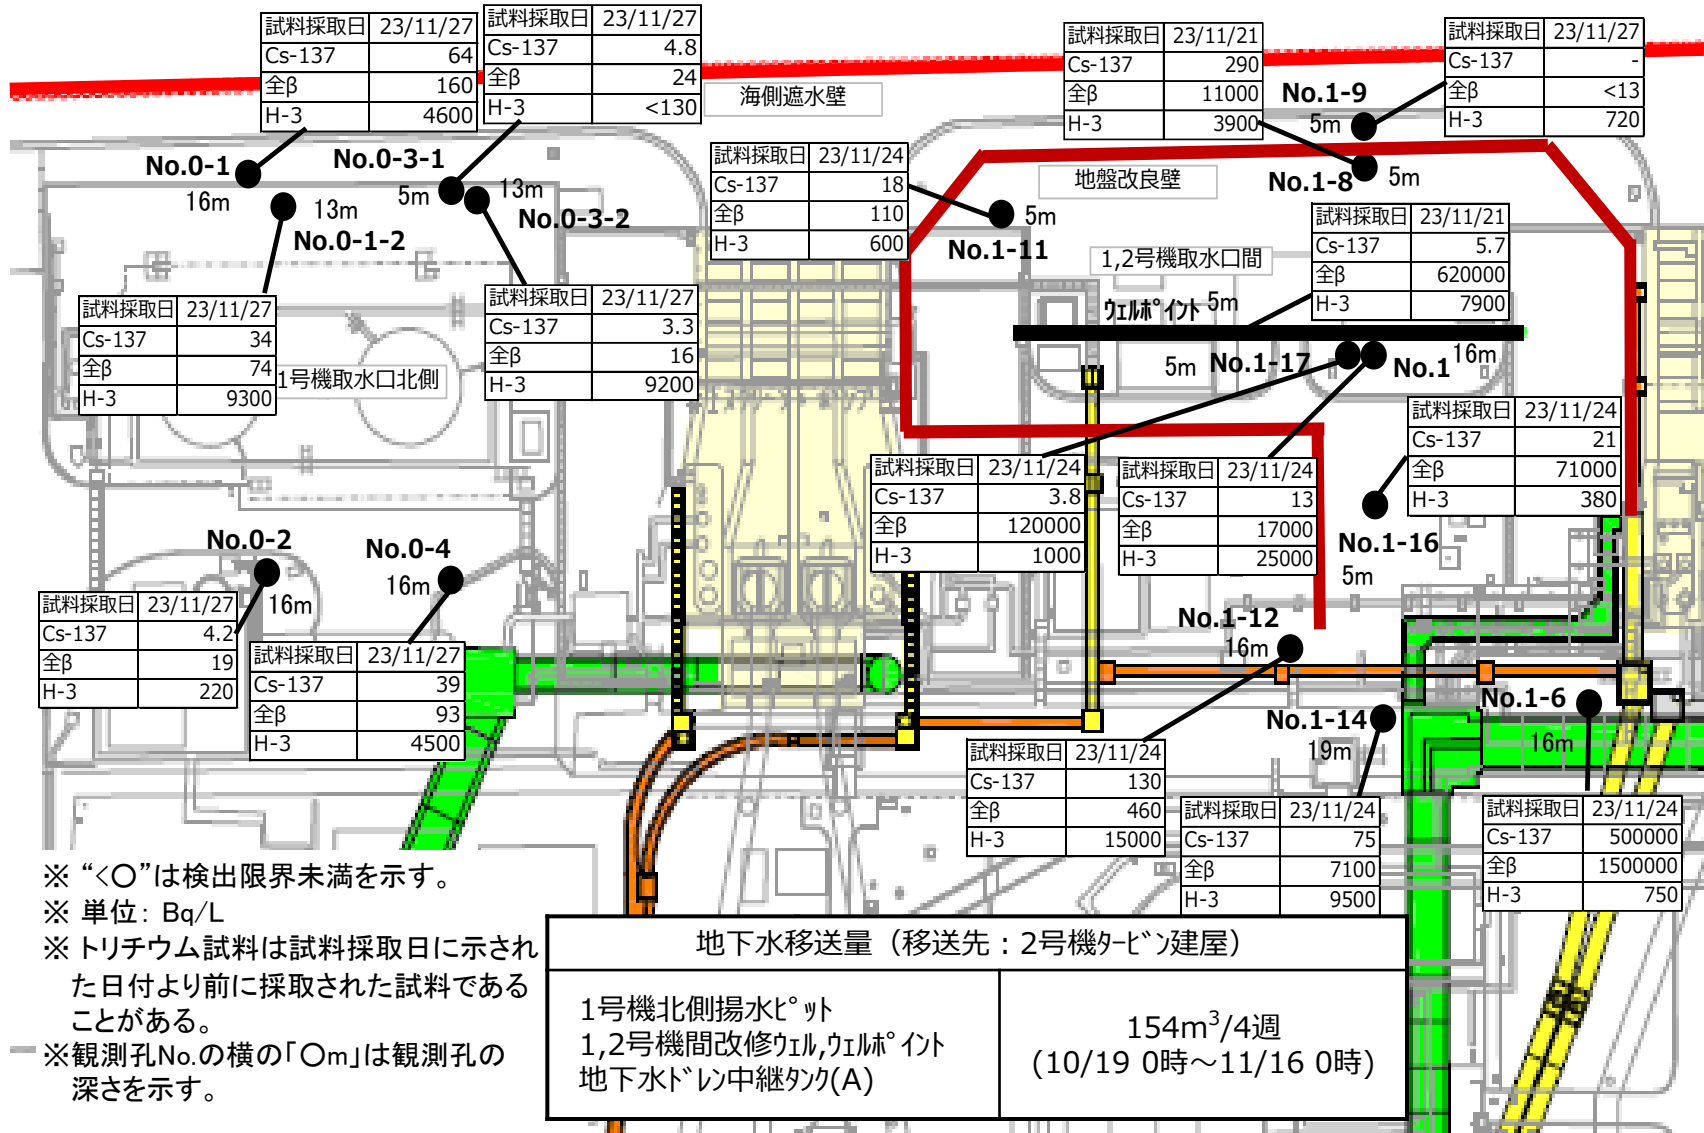 試料採取日 23/11/27
Cs-137 64
全β 160
H-3 4600
試料採取日 23/11/27
Cs-137 4.8
全β 24
H-3 <130
海側遮水壁
試料採取日 23/11/21
Cs-137 290
全β 11000
H-3 3900
試料採取日 23/11/27
Cs-137 -
全β <13
H-3 720
No.1-9
5m
No.0-1
16m
No.0-3-1
5m
13m
No.0-3-2
13m
No.0-1-2
試料採取日 23/11/24
Cs-137 18
全β 110
H-3 600
5m
No.1-11
地盤改良壁
No.1-8
5m
試料採取日 23/11/21
Cs-137 5.7
全β 620000
H-3 7900
1,2号機取水口間
ウェルポイント 5m
試料採取日 23/11/27
Cs-137 34
全β 74
H-3 9300
1号機取水口北側
試料採取日 23/11/27
Cs-137 3.3
全β 16
H-3 9200
5m No.1-17
No.1
16m
試料採取日 23/11/24
Cs-137 21
全β 71000
H-3 380
試料採取日 23/11/24
Cs-137 3.8
全β 120000
H-3 1000
試料採取日 23/11/24
Cs-137 13
全β 17000
H-3 25000
No.1-16
5m
No.0-2
16m
No.0-4
16m
試料採取日 23/11/27
Cs-137 4.2
全β 19
H-3 220
試料採取日 23/11/27
Cs-137 39
全β 93
H-3 4500
No.1-12
16m
No.1-14
19m
No.1-6
16m
試料採取日 23/11/24
Cs-137 130
全β 460
H-3 15000
試料採取日 23/11/24
Cs-137 75
全β 7100
H-3 9500
試料採取日 23/11/24
Cs-137 500000
全β 1500000
H-3 750
※ “<〇”は検出限界未満を示す。
※ 単位: Bq/L
※ トリチウム試料は試料採取日に示され
た日付より前に採取された試料である
ことがある。
※観測孔No.の横の「〇m」は観測孔の
深さを示す。
地下水移送量（移送先：2号機タービン建屋）
1号機北側揚水ピット
1,2号機間改修ウェル,ウェルポイント
地下水ドレン中継タンク(A)
154m³/4週
(10/19 0時～11/16 0時)